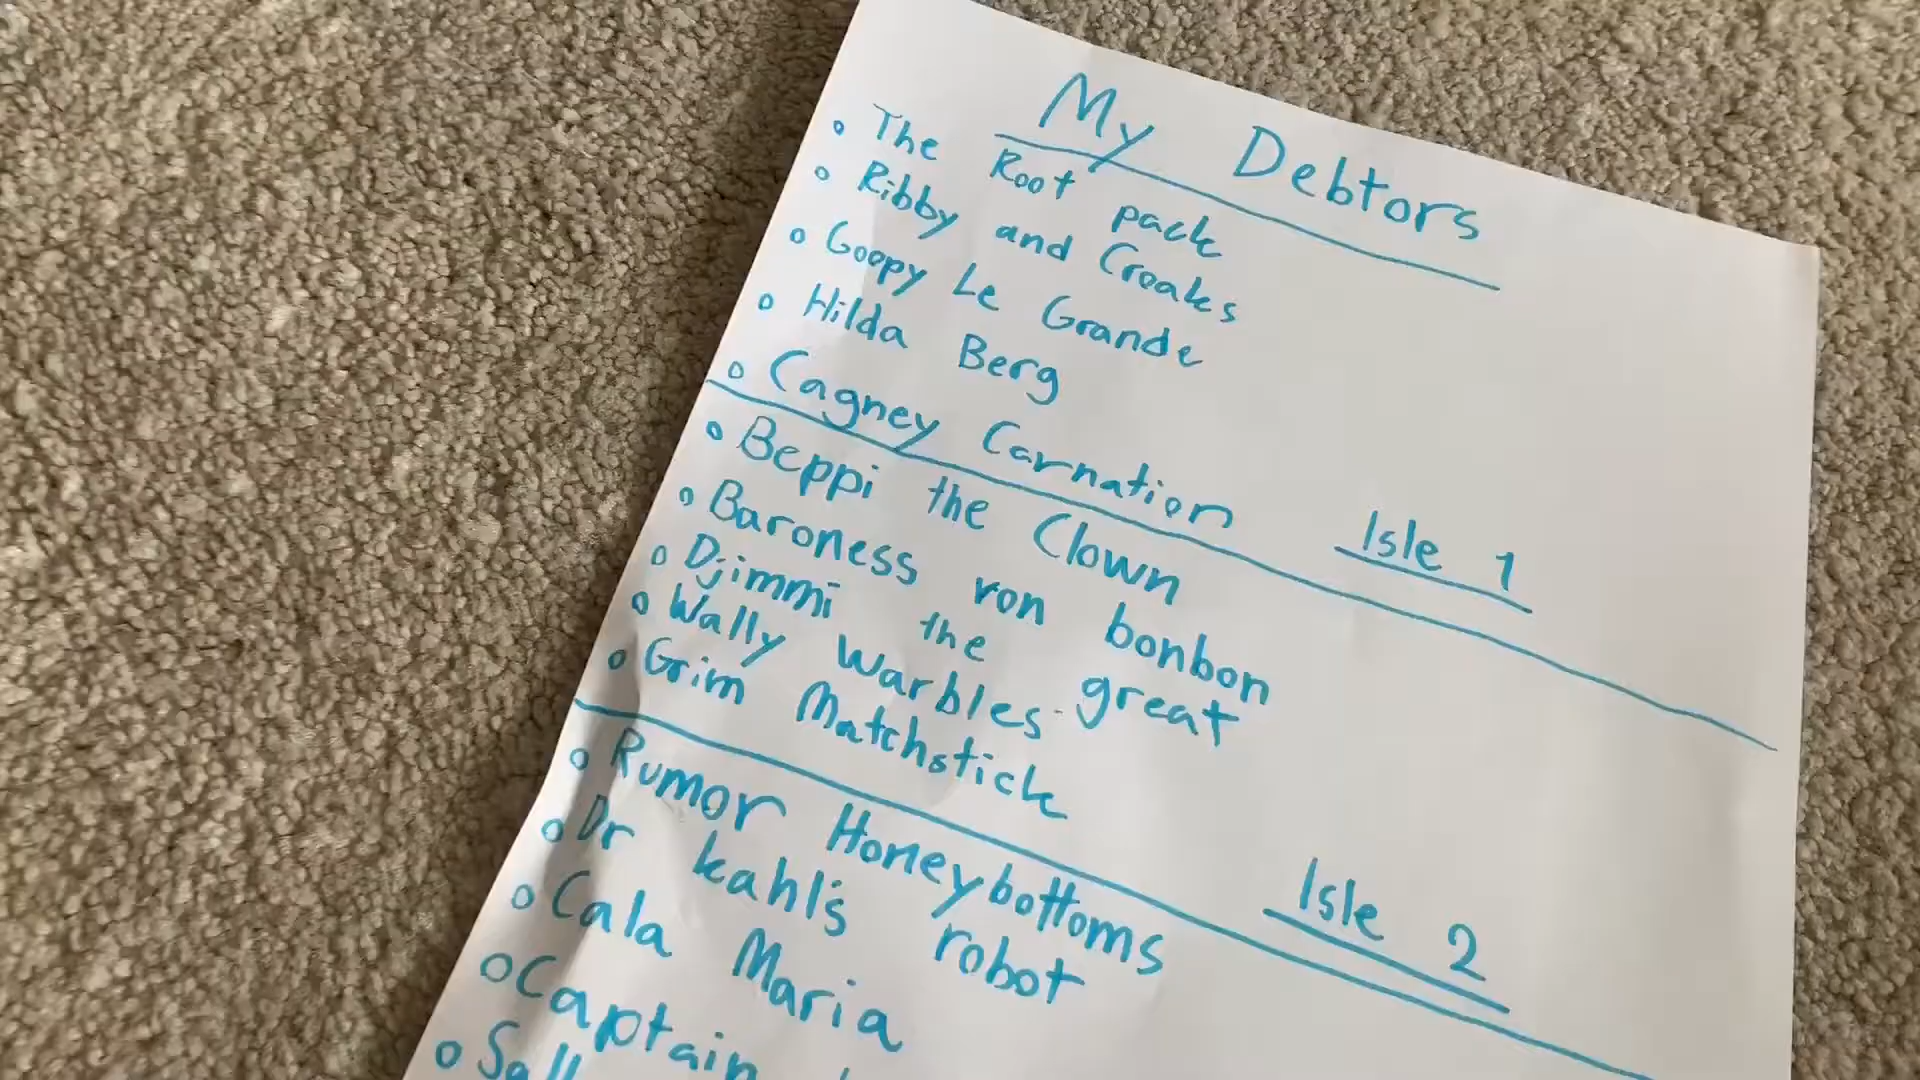 My Debtors
The Root pack
Ribby and Croaks
Goopy Le Grande
Hilda Berg
Cagney Carnation
Isle 1
Beppi the Clown
Baroness von bonbon
Djimmi the great
Wally Warbles
Grim Matchstick
Isle 2
Rumor Honeybottoms
Dr kahl's robot
Cala Maria
Captain